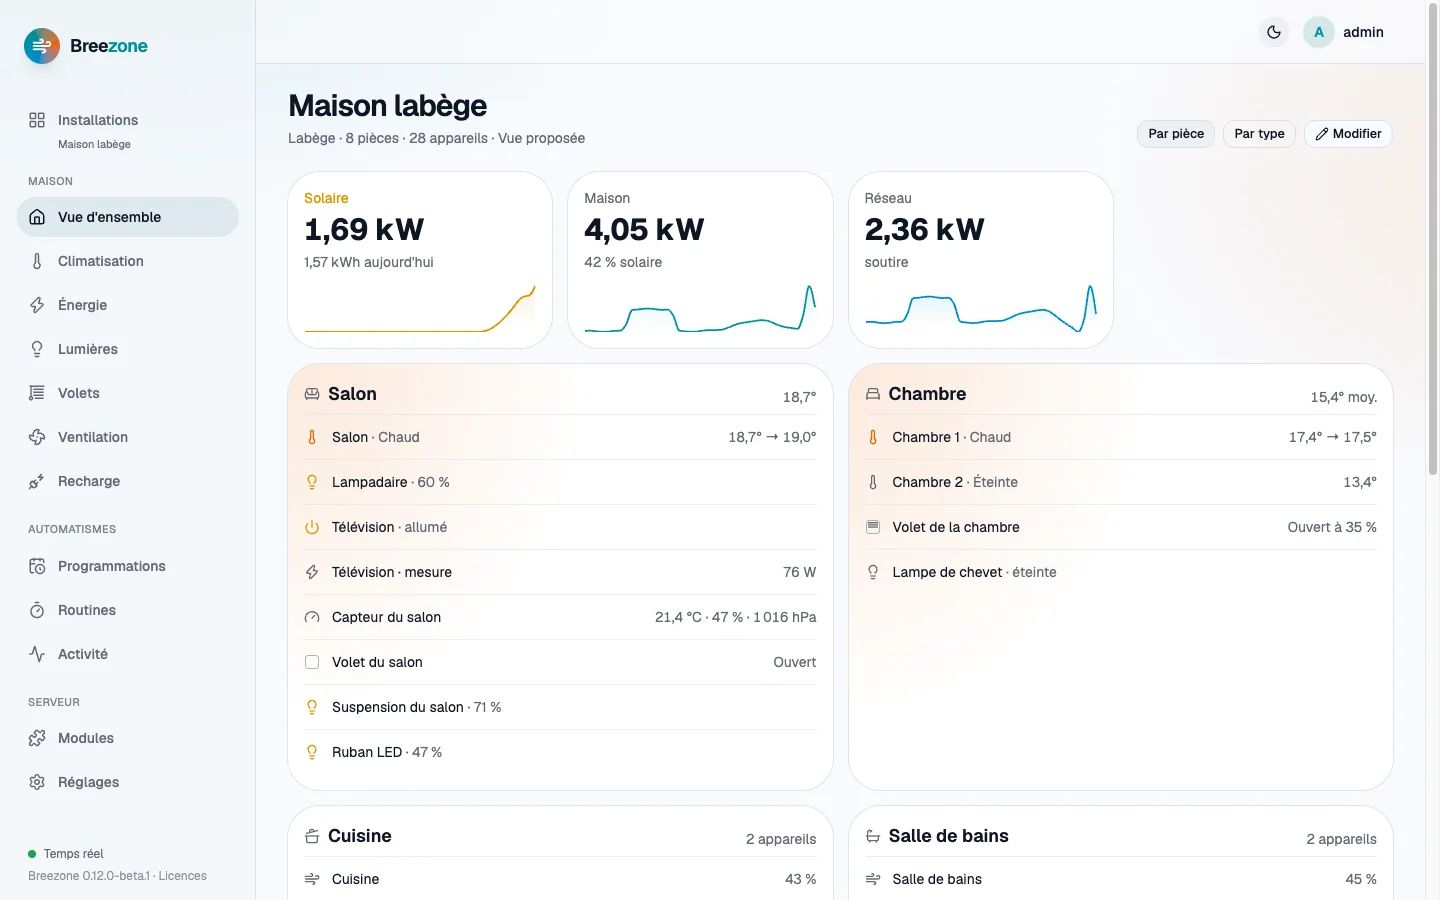 Breezone
admin
A
Installations
Maison labège
MAISON
Vue d'ensemble
Climatisation
Énergie
Lumières
Volets
Ventilation
Recharge
AUTOMATISMES
Programmations
Routines
Activité
SERVEUR
Modules
Réglages
Temps réel
Breezone 0.12.0-beta.1 · Licences
Maison labège
Labège · 8 pièces · 28 appareils · Vue proposée
Par pièce
Par type
Modifier
Solaire
1,69 kW
1,57 kWh aujourd'hui
Maison
4,05 kW
42 % solaire
Réseau
2,36 kW
soutire
Salon
18,7°
Salon · Chaud
18,7° → 19,0°
Lampadaire · 60 %
Télévision · allumé
Télévision · mesure
76 W
Capteur du salon
21,4 °C · 47 % · 1 016 hPa
Volet du salon
Ouvert
Suspension du salon · 71 %
Ruban LED · 47 %
Chambre
15,4° moy.
Chambre 1 · Chaud
17,4° → 17,5°
Chambre 2 · Éteinte
13,4°
Volet de la chambre
Ouvert à 35 %
Lampe de chevet · éteinte
Cuisine
2 appareils
Cuisine
43 %
Salle de bains
2 appareils
Salle de bains
45 %